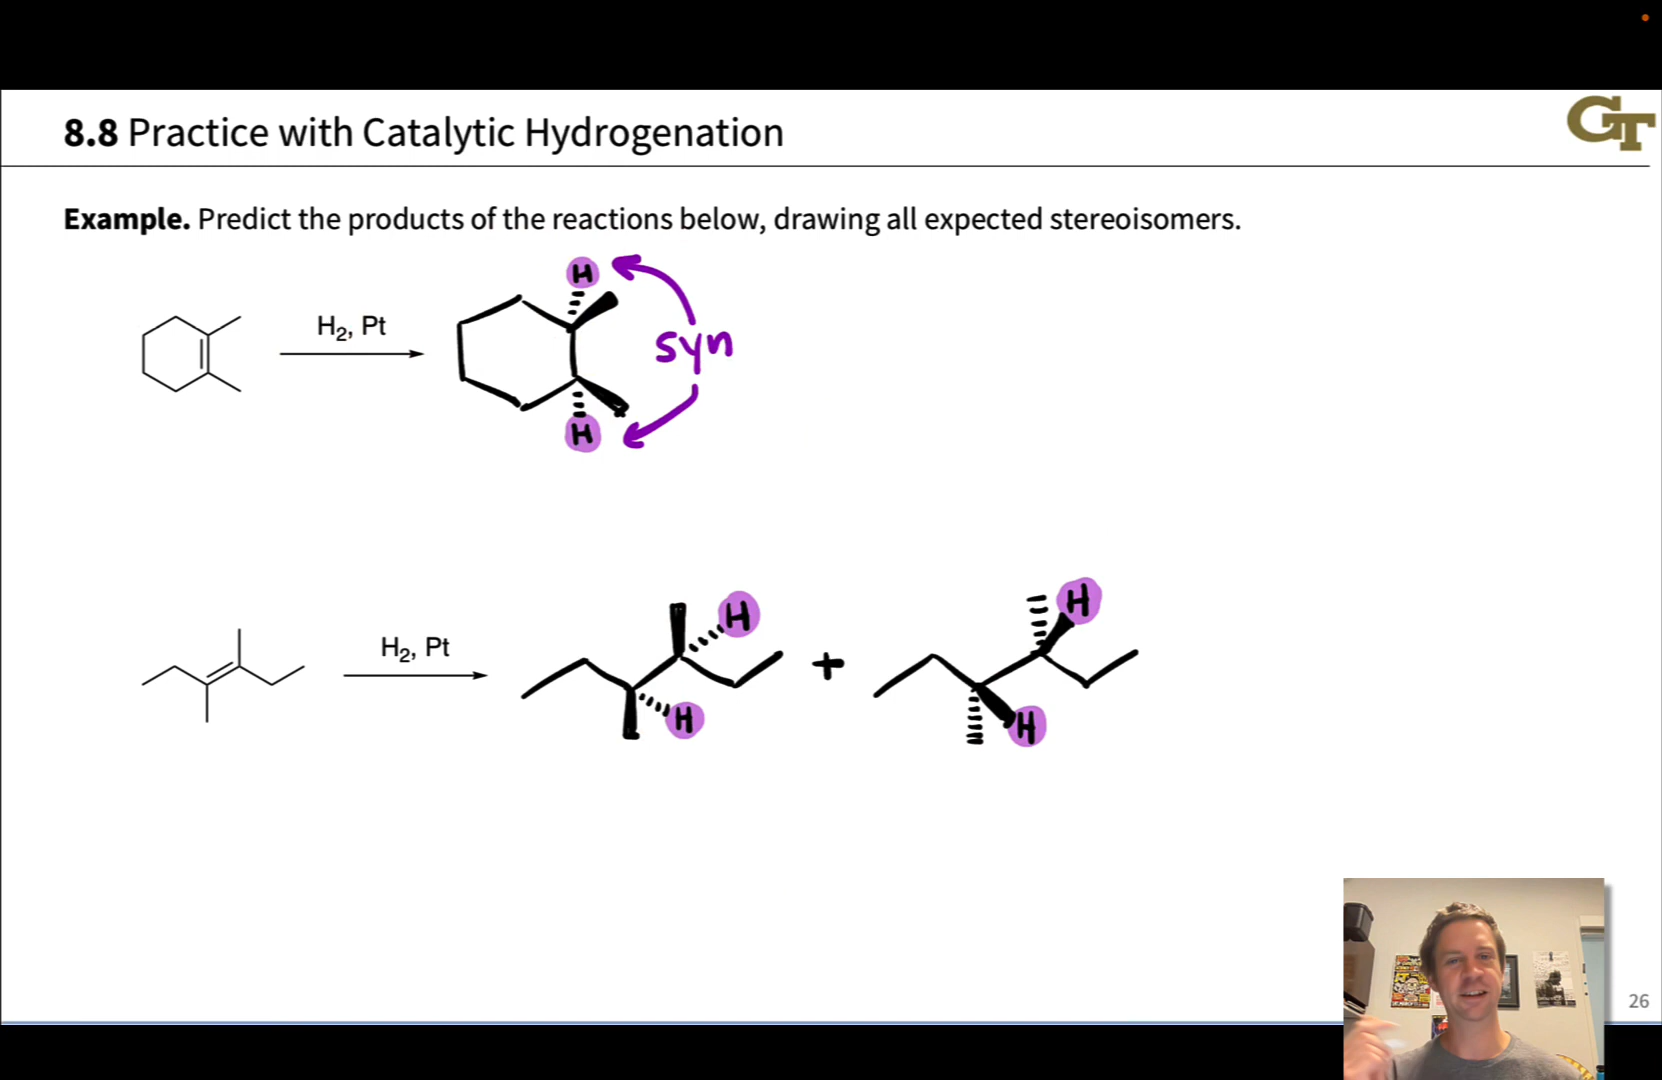 GT
8.8 Practice with Catalytic Hydrogenation
Example. Predict the products of the reactions below, drawing all expected stereoisomers.
H
H₂, Pt
syn
H
H
H
H₂, Pt
+
H
H
26